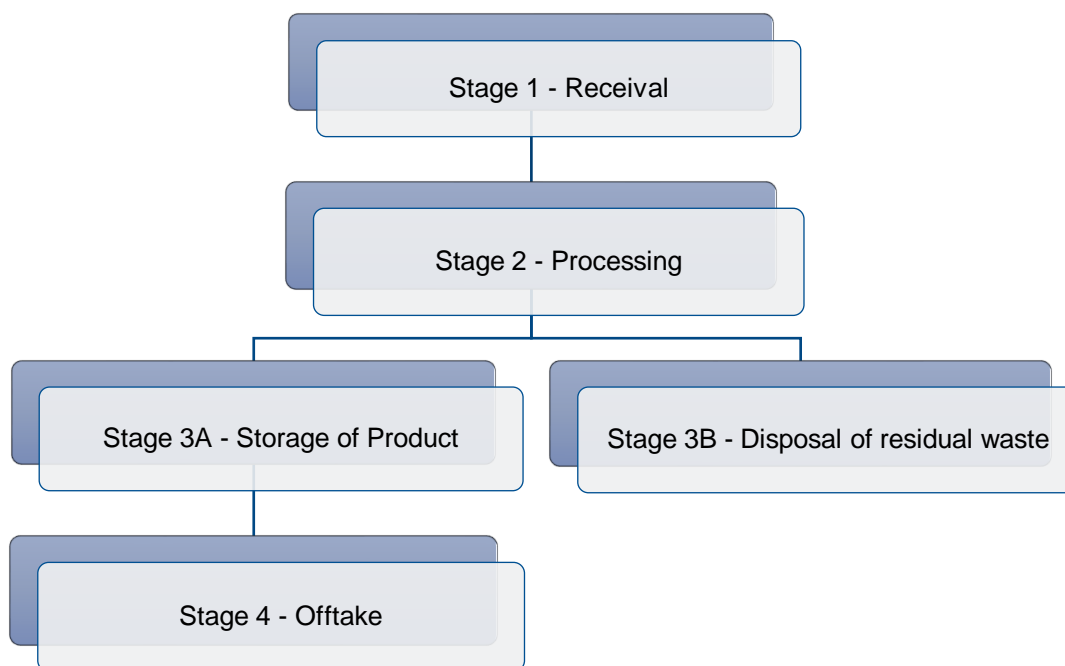 Stage 1 - Receival
Stage 2 - Processing
Stage 3A - Storage of Product
Stage 3B - Disposal of residual waste
Stage 4 - Offtake